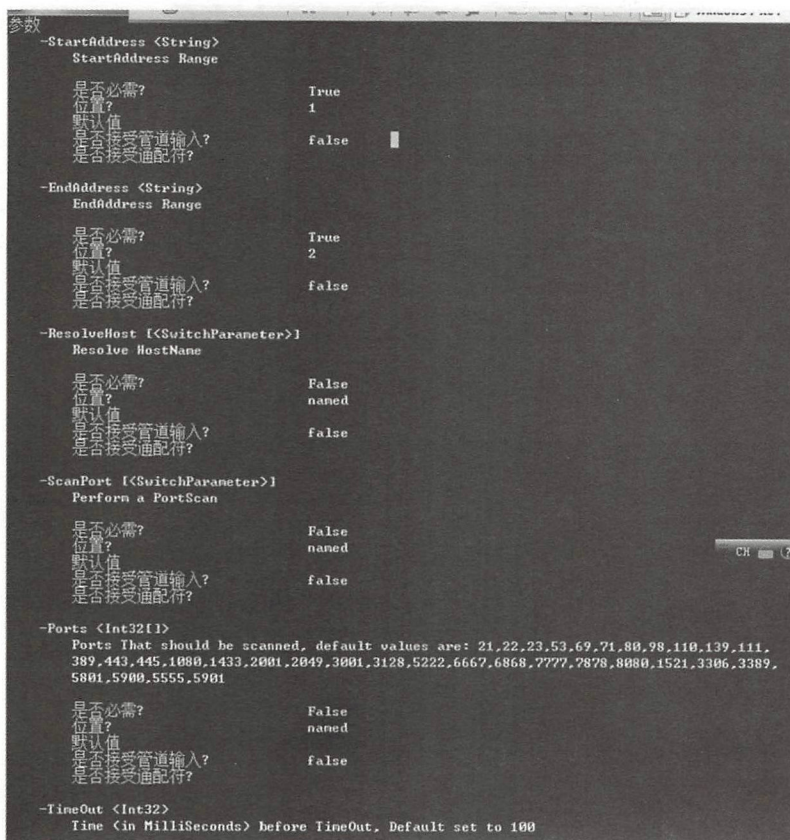 参数
-StartAddress <String>
StartAddress Range
是否必需? True
位置? 1
默认值
是否接受管道输入? false
是否接受通配符?
-EndAddress <String>
EndAddress Range
是否必需? True
位置? 2
默认值
是否接受管道输入? false
是否接受通配符?
-ResolveHost [<SwitchParameter>]
Resolve HostName
是否必需? False
位置? named
默认值
是否接受管道输入? false
是否接受通配符?
-ScanPort [<SwitchParameter>]
Perform a PortScan
是否必需? False
位置? named
默认值
是否接受管道输入? false
是否接受通配符?
CH
-Ports <Int32[]>
Ports That should be scanned, default values are: 21,22,23,53,69,71,80,98,110,139,111,
389,443,445,1080,1433,2001,2049,3001,3128,5222,6667,6868,7777,7878,8080,1521,3306,3389,
5801,5900,5555,5901
是否必需? False
位置? named
默认值
是否接受管道输入? false
是否接受通配符?
-TimeOut <Int32>
Time (in MilliSeconds) before TimeOut, Default set to 100